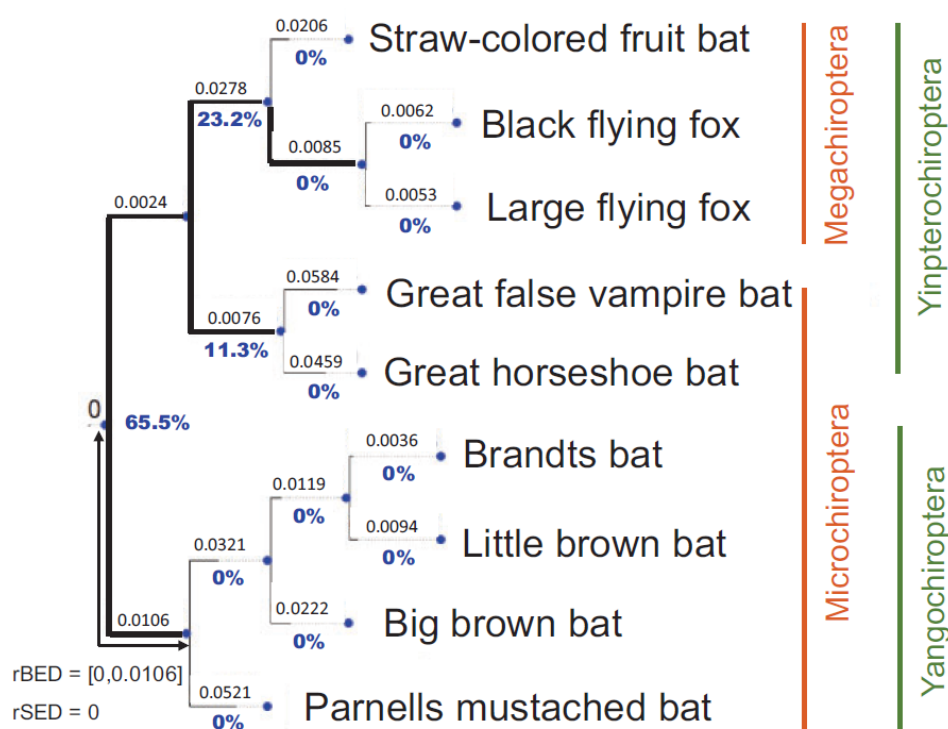 0.0206
0%
Straw-colored fruit bat
0.0278
23.2%
0.0062
0%
Black flying fox
0.0085
0%
0.0053
0%
Large flying fox
Megachiroptera
Yinpterochiroptera
0.0024
0.0584
0%
Great false vampire bat
0.0076
11.3%
0.0459
0%
Great horseshoe bat
0
65.5%
0.0036
0%
Brandts bat
0.0119
0%
0.0094
0%
Little brown bat
0.0321
0%
0.0222
0%
Big brown bat
Microchiroptera
Yangochiroptera
0.0106
rBED = [0,0.0106]
rSED = 0
0.0521
0%
Parnells mustached bat